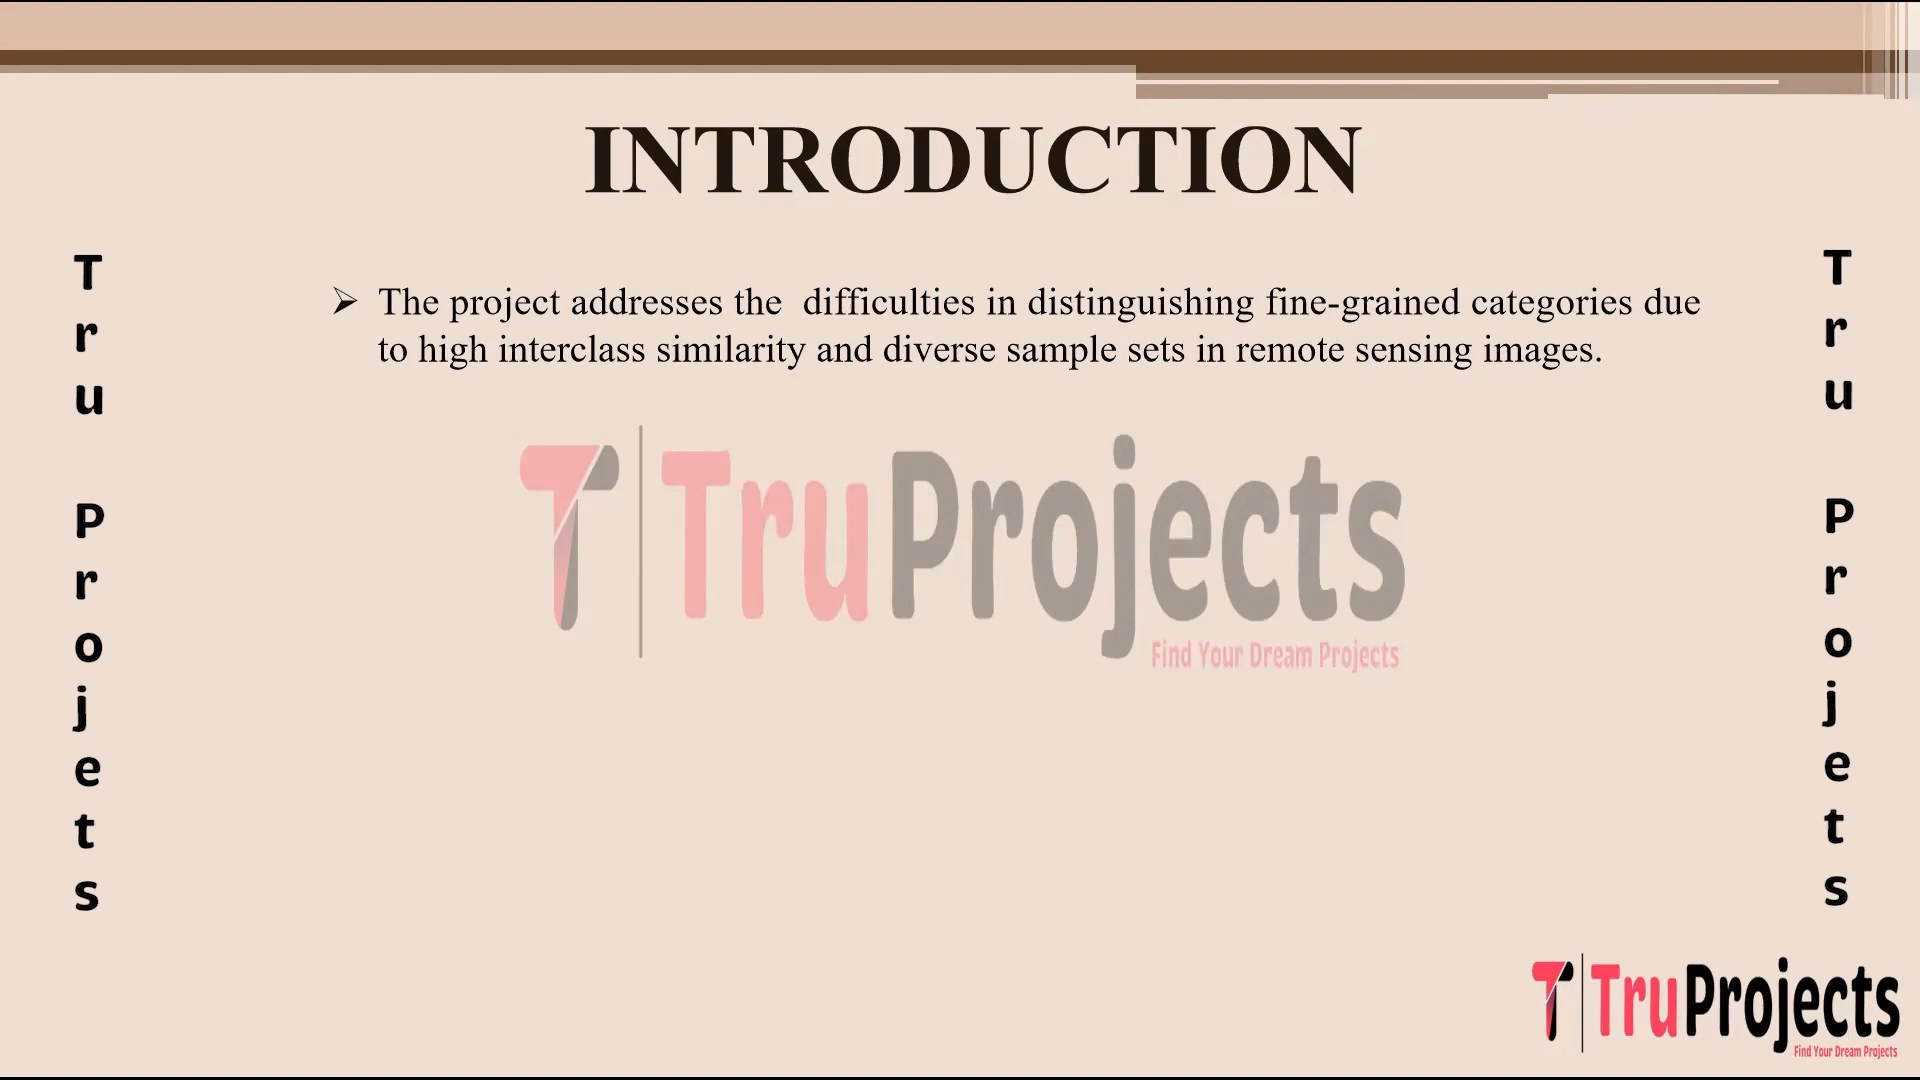 INTRODUCTION
➢ The project addresses the  difficulties in distinguishing fine-grained categories due
to high interclass similarity and diverse sample sets in remote sensing images.
T
r
u
P
r
o
j
e
t
s
T
r
u
P
r
o
j
e
t
s
TruProjects
Find Your Dream Projects
TruProjects
Find Your Dream Projects